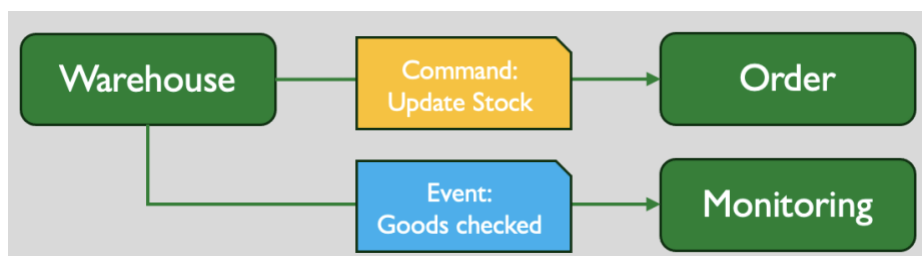 Warehouse
Command:
Update Stock
Order
Event:
Goods checked
Monitoring